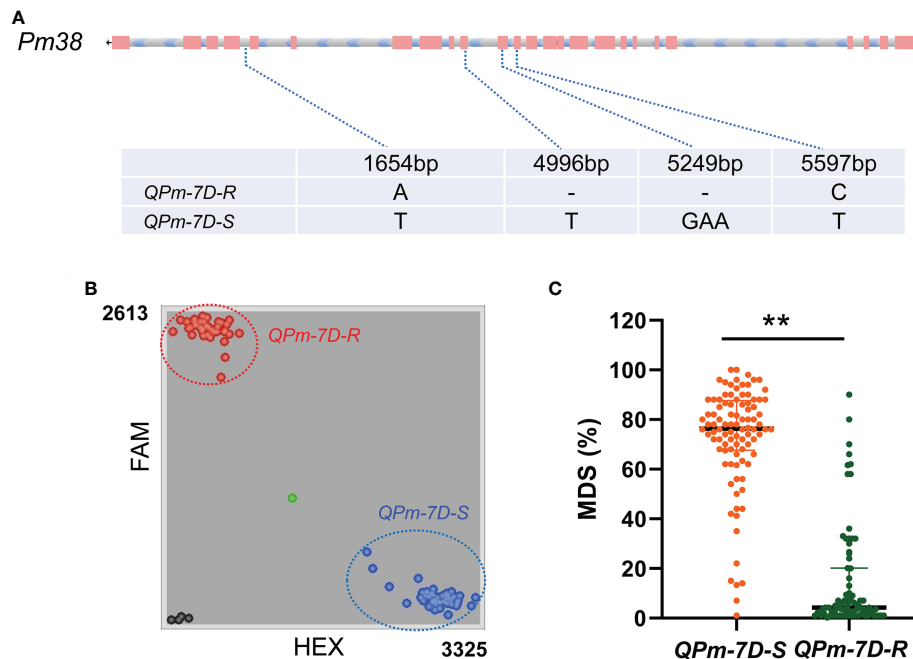 A
Pm38
1654bp 4996bp 5249bp 5597bp
QPm-7D-R A - - C
QPm-7D-S T T GAA T
B
2613
FAM
QPm-7D-R
QPm-7D-S
HEX
3325
C
**
MDS (%)
120
100
80
60
40
20
0
QPm-7D-S QPm-7D-R